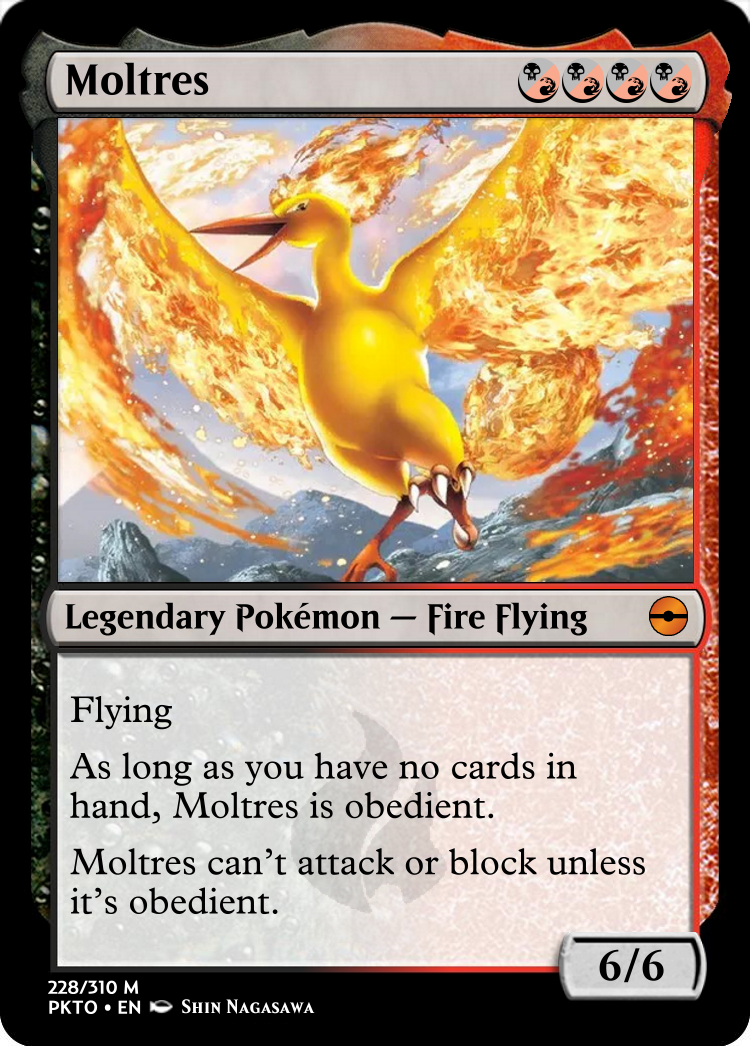 Moltres
Legendary Pokémon — Fire Flying
Flying
As long as you have no cards in
hand, Moltres is obedient.
Moltres can't attack or block unless
it's obedient.
6/6
228/310 M
PKTO • EN Shin Nagasawa